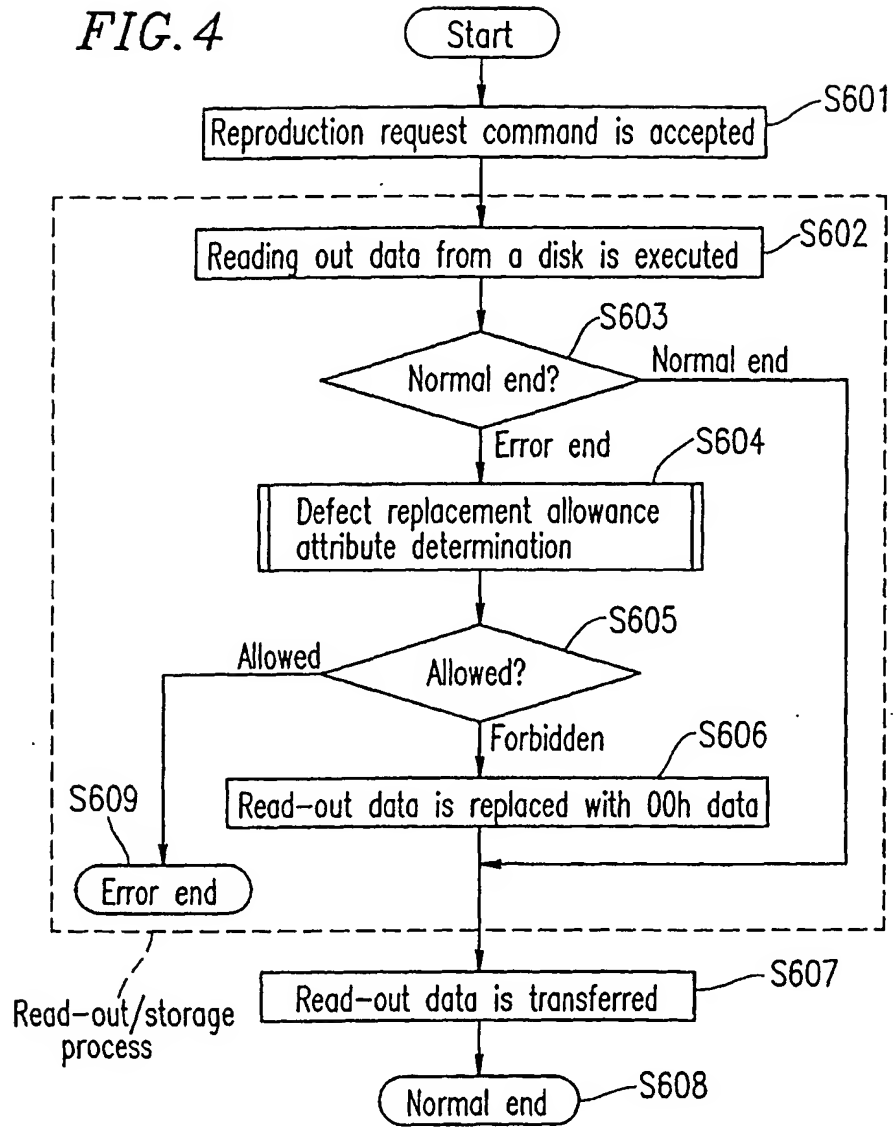 FIG. 4
Start
S601
Reproduction request command is accepted
S602
Reading out data from a disk is executed
S603
Normal end?
Normal end
Error end
S604
Defect replacement allowance
attribute determination
S605
Allowed
Allowed?
Forbidden
S606
Read-out data is replaced with 00h data
S609
Error end
S607
Read-out data is transferred
Read-out/storage
process
S608
Normal end